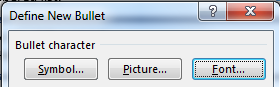 Define New Bullet
?
Bullet character
Symbol... Picture... Font...